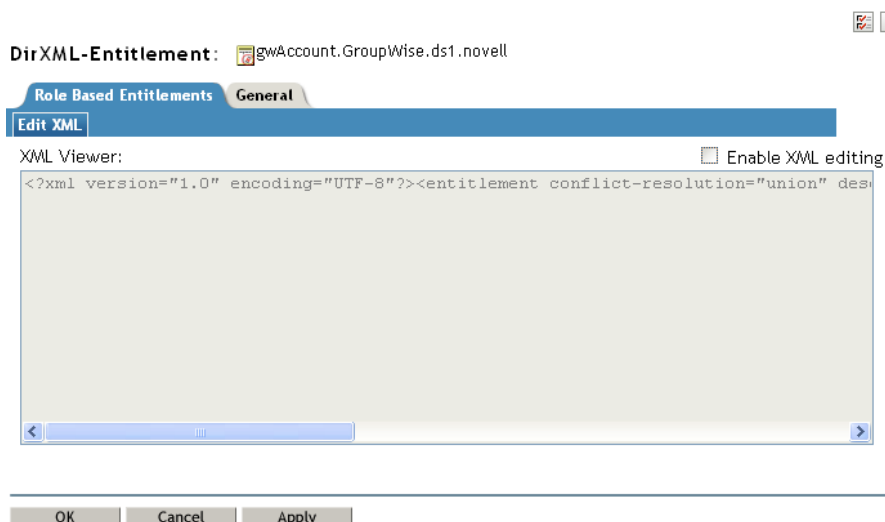 DirXML-Entitlement: gwAccount.GroupWise.ds1.novell
Role Based Entitlements General
Edit XML
XML Viewer: Enable XML editing
<?xml version="1.0" encoding="UTF-8"?><entitlement conflict-resolution="union" des
OK Cancel Apply